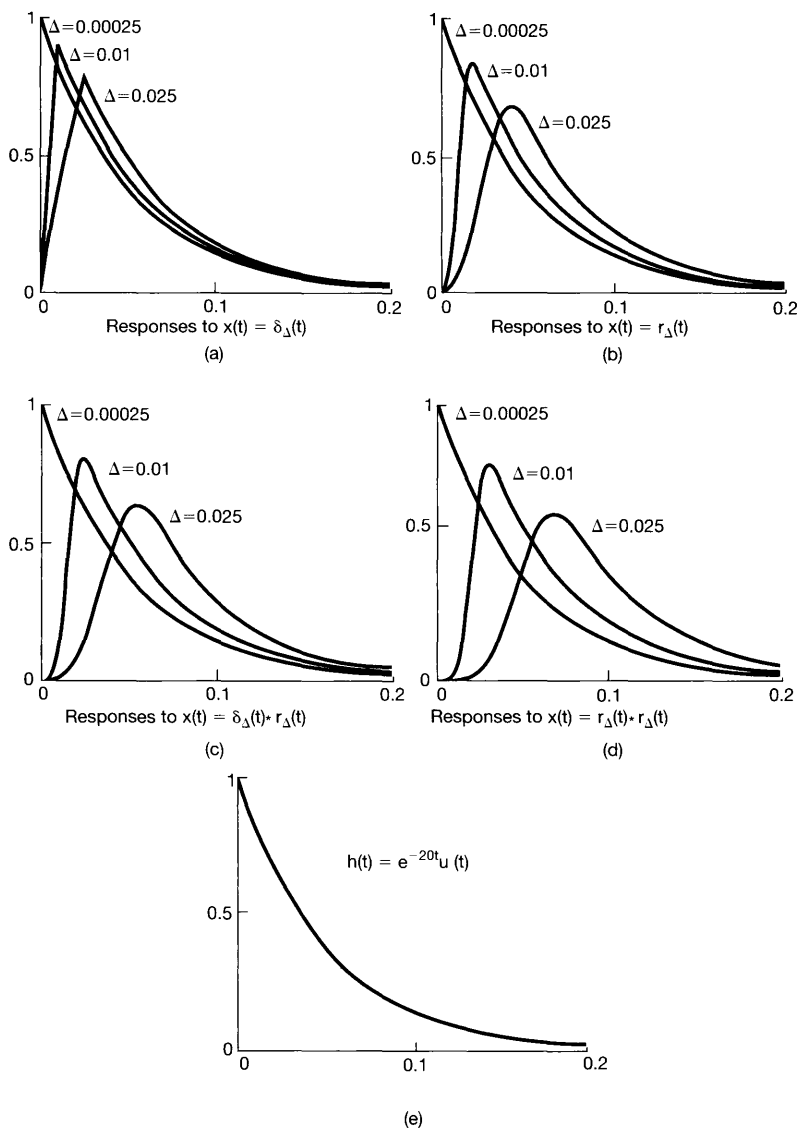 1
Δ=0.00025
Δ=0.01
Δ=0.025
0.5
0
0
0.1
0.2
Responses to x(t) = δ_Δ(t)
(a)
1
Δ=0.00025
Δ=0.01
Δ=0.025
0.5
0
0
0.1
0.2
Responses to x(t) = r_Δ(t)
(b)
1
Δ=0.00025
Δ=0.01
Δ=0.025
0.5
0
0
0.1
0.2
Responses to x(t) = δ_Δ(t)* r_Δ(t)
(c)
1
Δ=0.00025
Δ=0.01
Δ=0.025
0.5
0
0
0.1
0.2
Responses to x(t) = r_Δ(t)* r_Δ(t)
(d)
1
h(t) = e^{-20t}u (t)
0.5
0
0
0.1
0.2
(e)